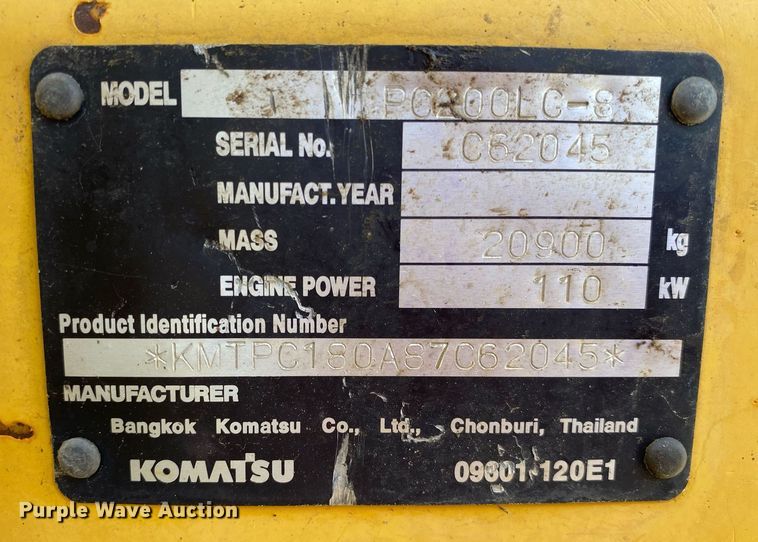 MODEL PC200LC-8
SERIAL No. C62045
MANUFACT.YEAR
MASS 20900 kg
ENGINE POWER 110 kW
Product Identification Number
*KMTPC180A87C62045*
MANUFACTURER
Bangkok Komatsu Co., Ltd., Chonburi, Thailand
KOMATSU 09601-120E1
Purple Wave Auction